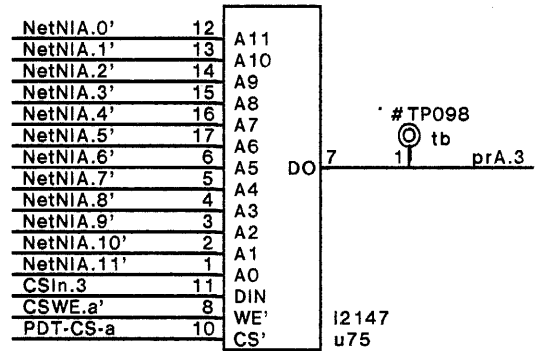 NetNIA.0' 12 A11
NetNIA.1' 13 A10
NetNIA.2' 14 A9
NetNIA.3' 15 A8
NetNIA.4' 16 A7
NetNIA.5' 17 A6
NetNIA.6' 6 A5
NetNIA.7' 5 A4
NetNIA.8' 4 A3
NetNIA.9' 3 A2
NetNIA.10' 2 A1
NetNIA.11' 1 A0
CSIn.3 11 DIN
CSWE.a' 8 WE'
PDT-CS-a 10 CS'
#TP098
tb
DO 7 1 prA.3
I2147
u75